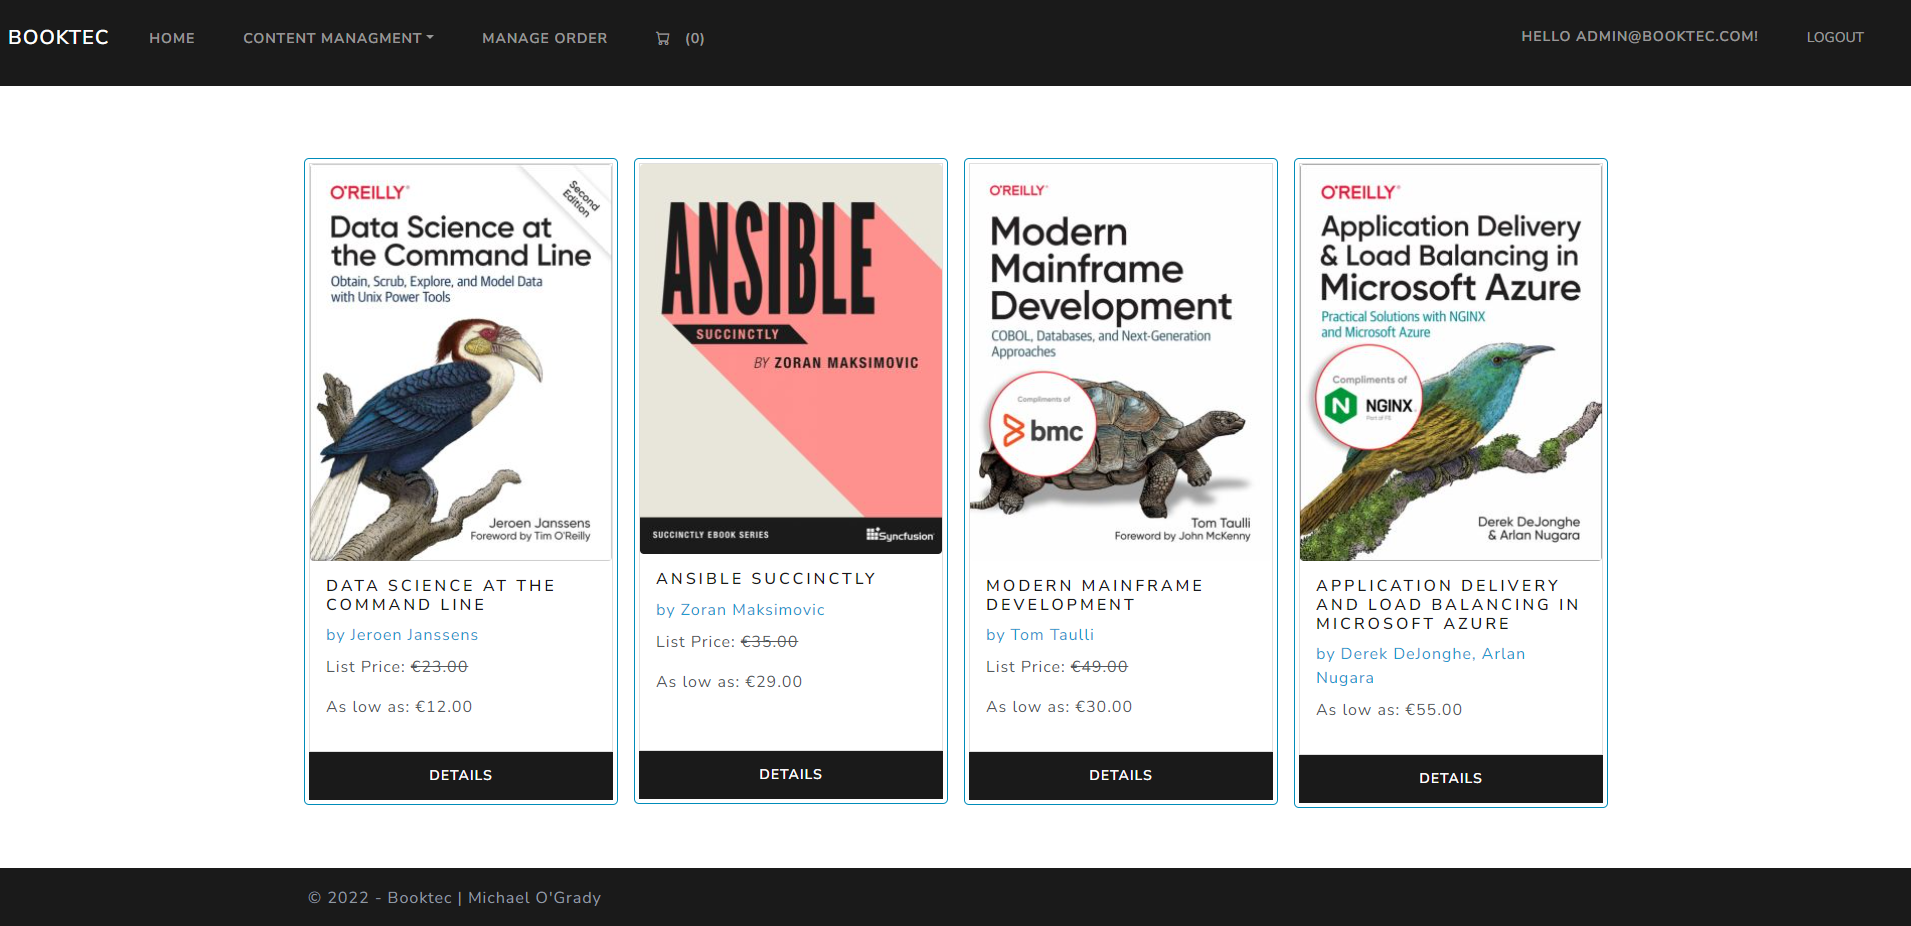 BOOKTEC HOME CONTENT MANAGMENT MANAGE ORDER (0) HELLO ADMIN@BOOKTEC.COM! LOGOUT
O'REILLY®
Second
Edition
Data Science at
the Command Line
Obtain, Scrub, Explore, and Model Data
with Unix Power Tools
Jeroen Janssens
Foreword by Tim O'Reilly
DATA SCIENCE AT THE
COMMAND LINE
by Jeroen Janssens
List Price: €23.00
As low as: €12.00
DETAILS
ANSIBLE
SUCCINCTLY
BY ZORAN MAKSIMOVIC
SUCCINCTLY EBOOK SERIES
Syncfusion
ANSIBLE SUCCINCTLY
by Zoran Maksimovic
List Price: €35.00
As low as: €29.00
DETAILS
O'REILLY®
Modern
Mainframe
Development
COBOL, Databases, and Next-Generation
Approaches
Compliments of
bmc
Tom Taulli
Foreword by John McKenny
MODERN MAINFRAME
DEVELOPMENT
by Tom Taulli
List Price: €49.00
As low as: €30.00
DETAILS
O'REILLY®
Application Delivery
& Load Balancing in
Microsoft Azure
Practical Solutions with NGINX
and Microsoft Azure
Compliments of
NGINX
Part of F5
Derek DeJonghe
& Arlan Nugara
APPLICATION DELIVERY
AND LOAD BALANCING IN
MICROSOFT AZURE
by Derek DeJonghe, Arlan
Nugara
As low as: €55.00
DETAILS
© 2022 - Booktec | Michael O'Grady